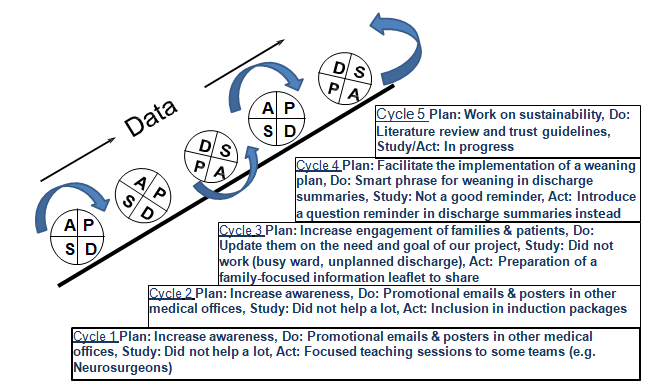 Data
D S
P A
A P
S D
D S
P A
A P
S D
A P
S D
Cycle 5 Plan: Work on sustainability, Do:
Literature review and trust guidelines,
Study/Act: In progress
Cycle 4 Plan: Facilitate the implementation of a weaning
plan, Do: Smart phrase for weaning in discharge
summaries, Study: Not a good reminder, Act: Introduce
a question reminder in discharge summaries instead
Cycle 3 Plan: Increase engagement of families & patients, Do:
Update them on the need and goal of our project, Study: Did not
work (busy ward, unplanned discharge), Act: Preparation of a
family-focused information leaflet to share
Cycle 2 Plan: Increase awareness, Do: Promotional emails & posters in other
medical offices, Study: Did not help a lot, Act: Inclusion in induction packages
Cycle 1 Plan: Increase awareness, Do: Promotional emails & posters in other medical
offices, Study: Did not help a lot, Act: Focused teaching sessions to some teams (e.g.
Neurosurgeons)